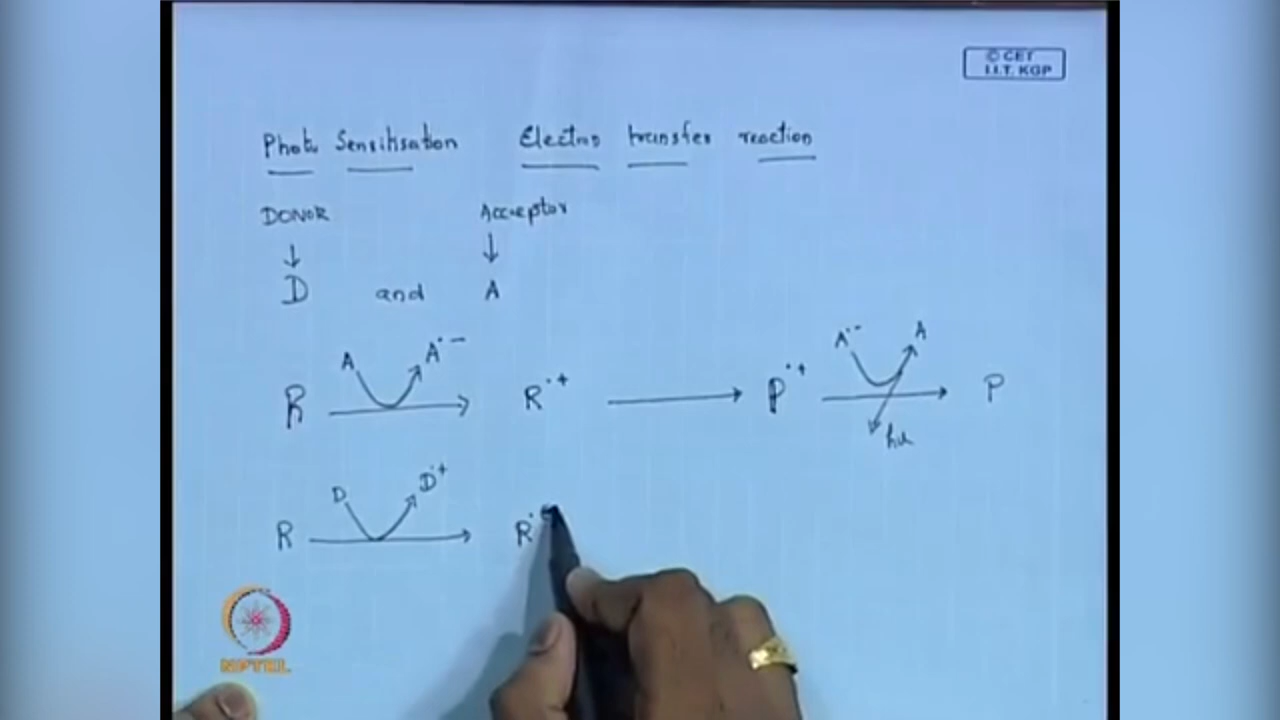 © CET
I.I.T. KGP
Photo Sensitisation Electron transfer reaction
DONOR Acceptor
↓ ↓
D and A
A A·− A·− A
R → R·+ → P·+ → P
hν
D D·+
R → R·
NPTEL